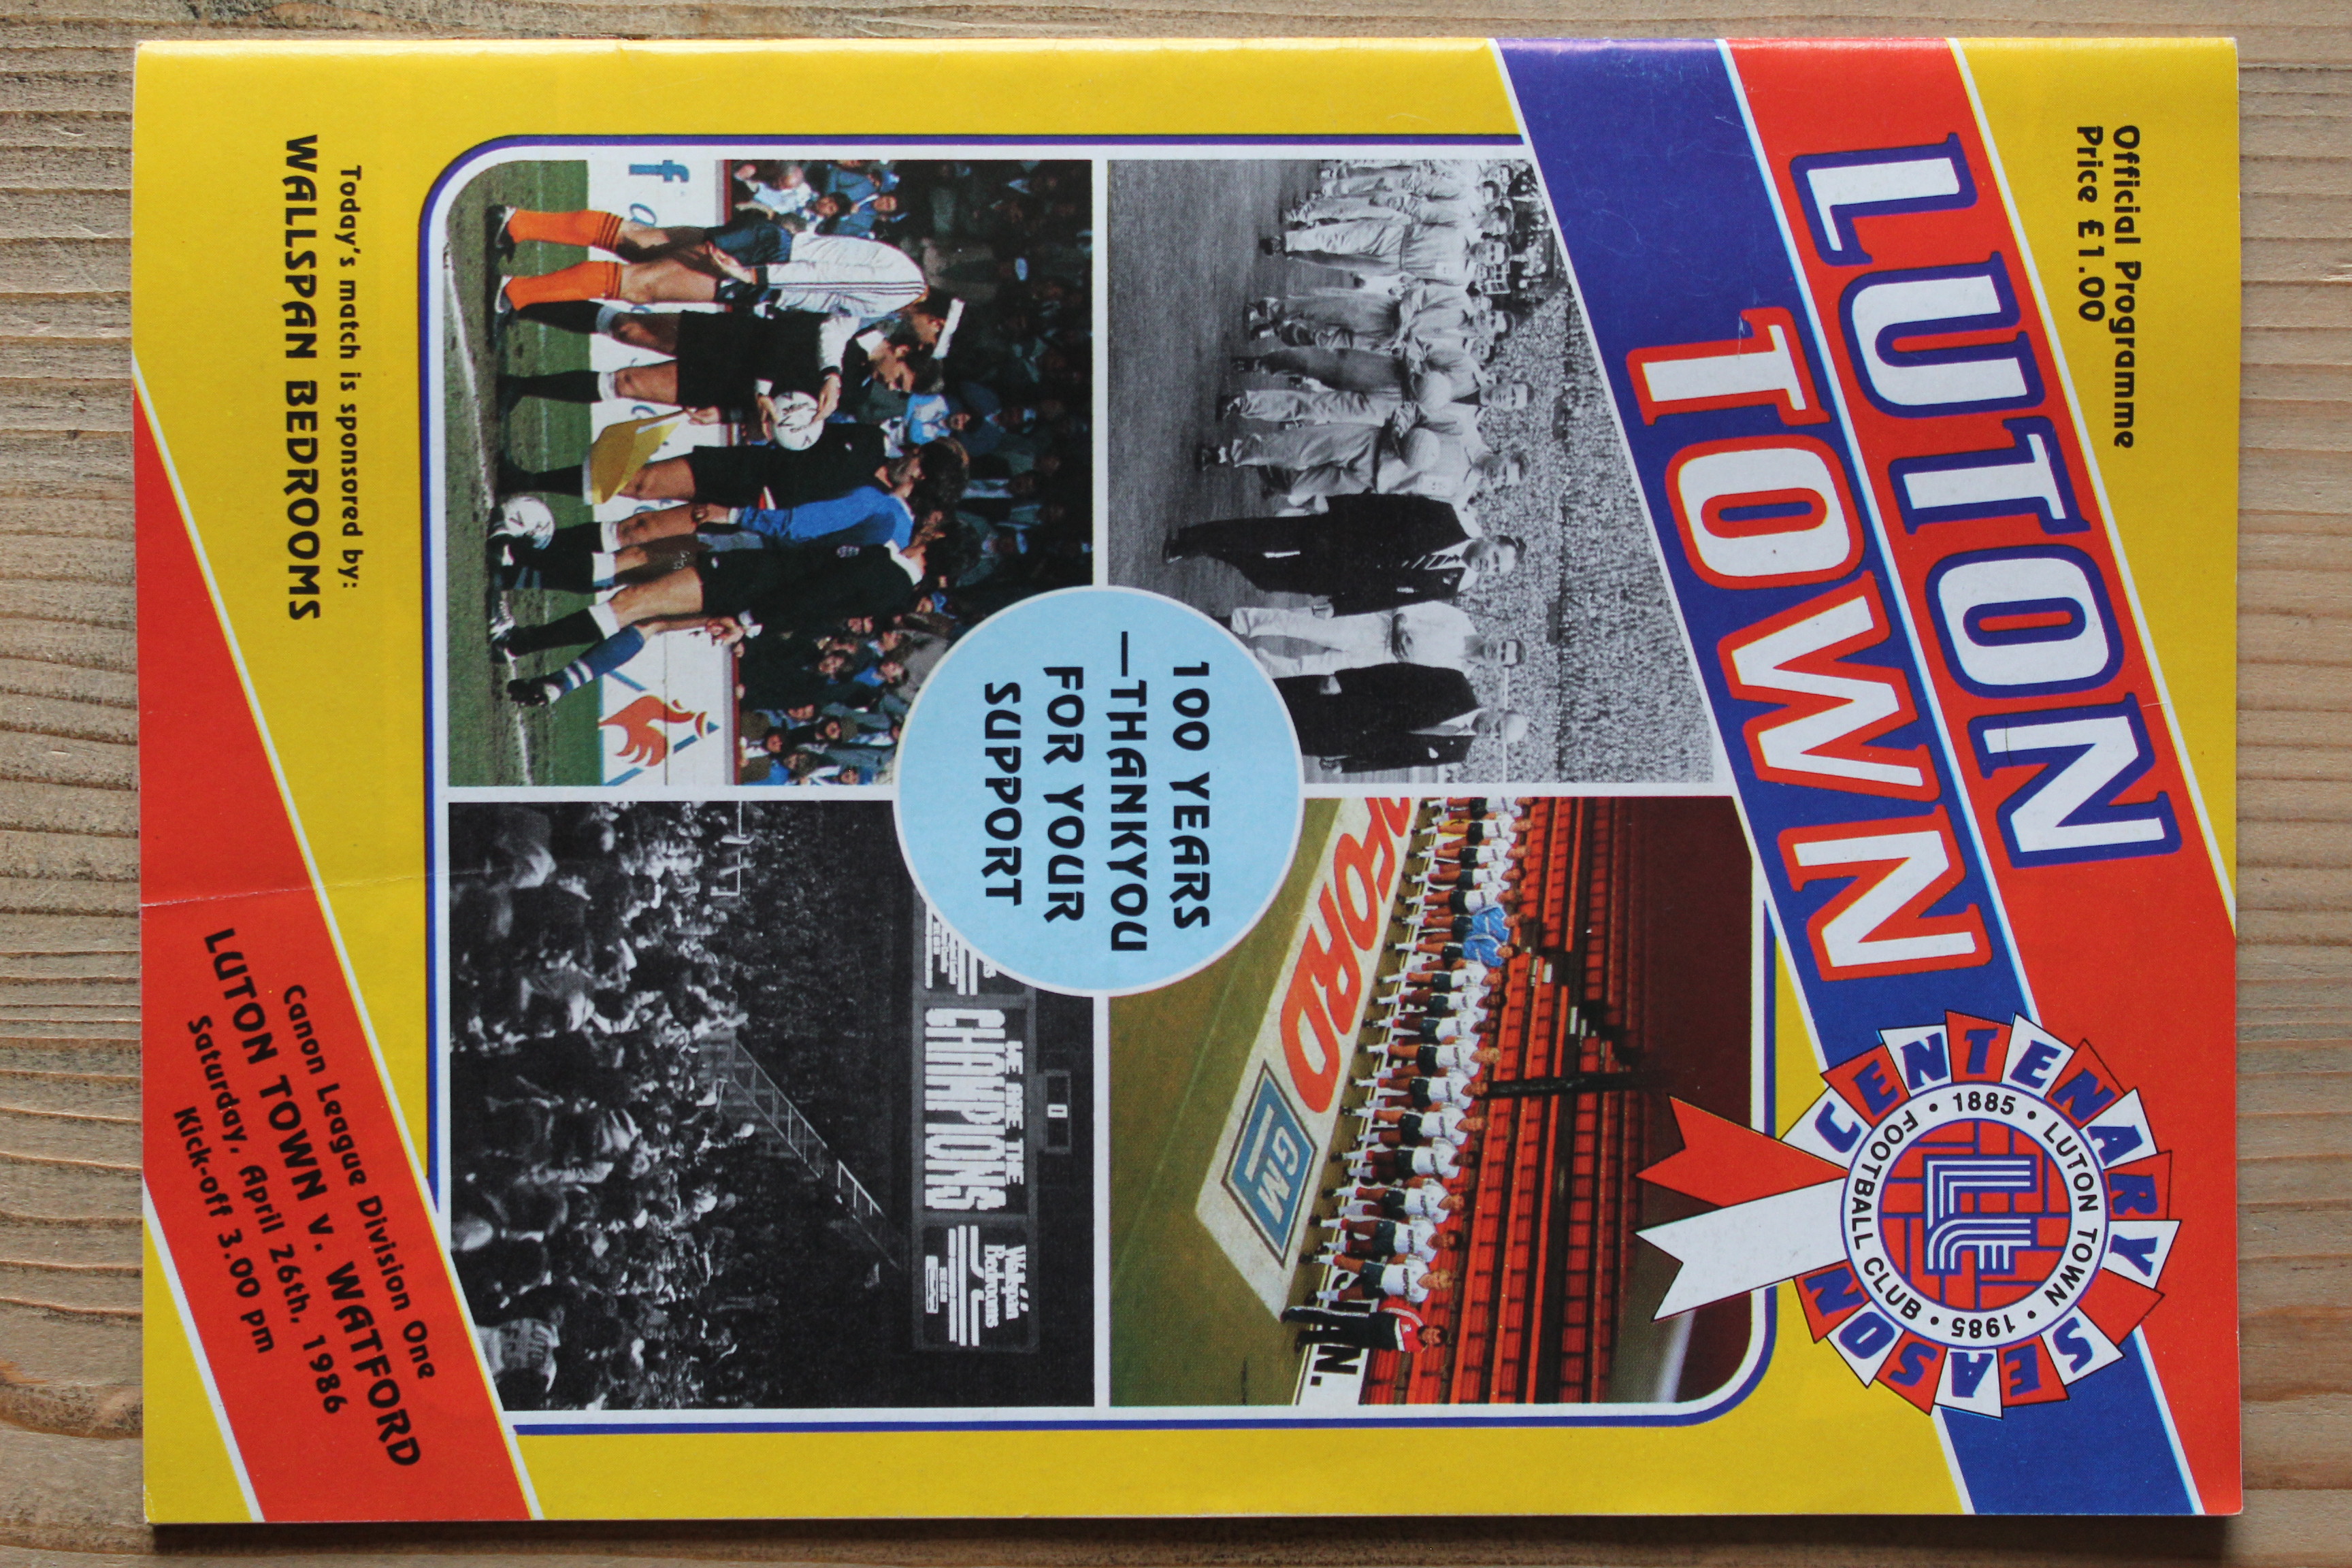 Official Programme
Price £1.00
LUTON
TOWN
CENTENARY SEASON
1885 • LUTON TOWN • 1985 • FOOTBALL CLUB •
OFORD
GM
AN.
100 YEARS
—THANKYOU
FOR YOUR
SUPPORT
WE ARE THE
CHAMPIONS
Wallspan
Bedrooms
Today's match is sponsored by:
WALLSPAN BEDROOMS
Canon League Division One
LUTON TOWN v. WATFORD
Saturday, April 26th, 1986
Kick-off 3.00 pm